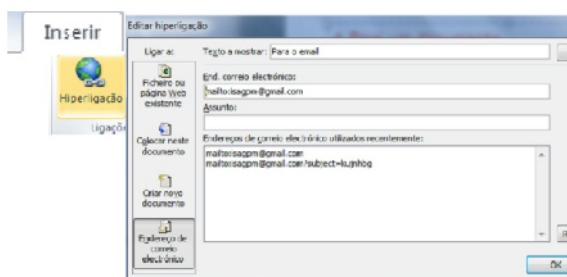 Inserir
Hiperligação
Ligaçõ
Editar hiperligação
Ligar a:
Texto a mostrar: Para o email
Ficheiro ou
página Web
existente
End. correio electrónico:
mailto:isagpm@gmail.com
Assunto:
Colocar neste
documento
Endereços de correio electrónico utilizados recentemente:
mailto:isagpm@gmail.com
mailto:isagpm@gmail.com?subject=kujnhbg
Criar novo
documento
Endereço de
correio
electrónico
OK